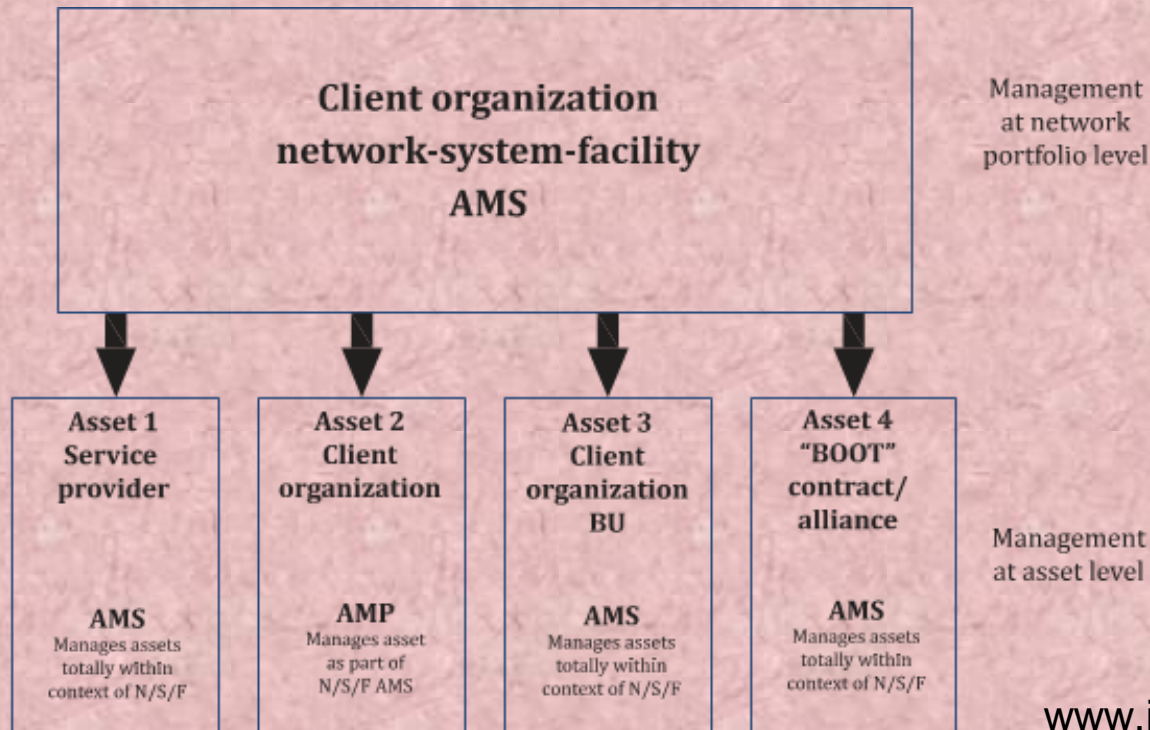 Client organization
network-system-facility
AMS
Management
at network
portfolio level
Asset 1
Service
provider
AMS
Manages assets
totally within
context of N/S/F
Asset 2
Client
organization
AMP
Manages asset
as part of
N/S/F AMS
Asset 3
Client
organization
BU
AMS
Manages assets
totally within
context of N/S/F
Asset 4
“BOOT”
contract/
alliance
AMS
Manages assets
totally within
context of N/S/F
Management
at asset level
www.i